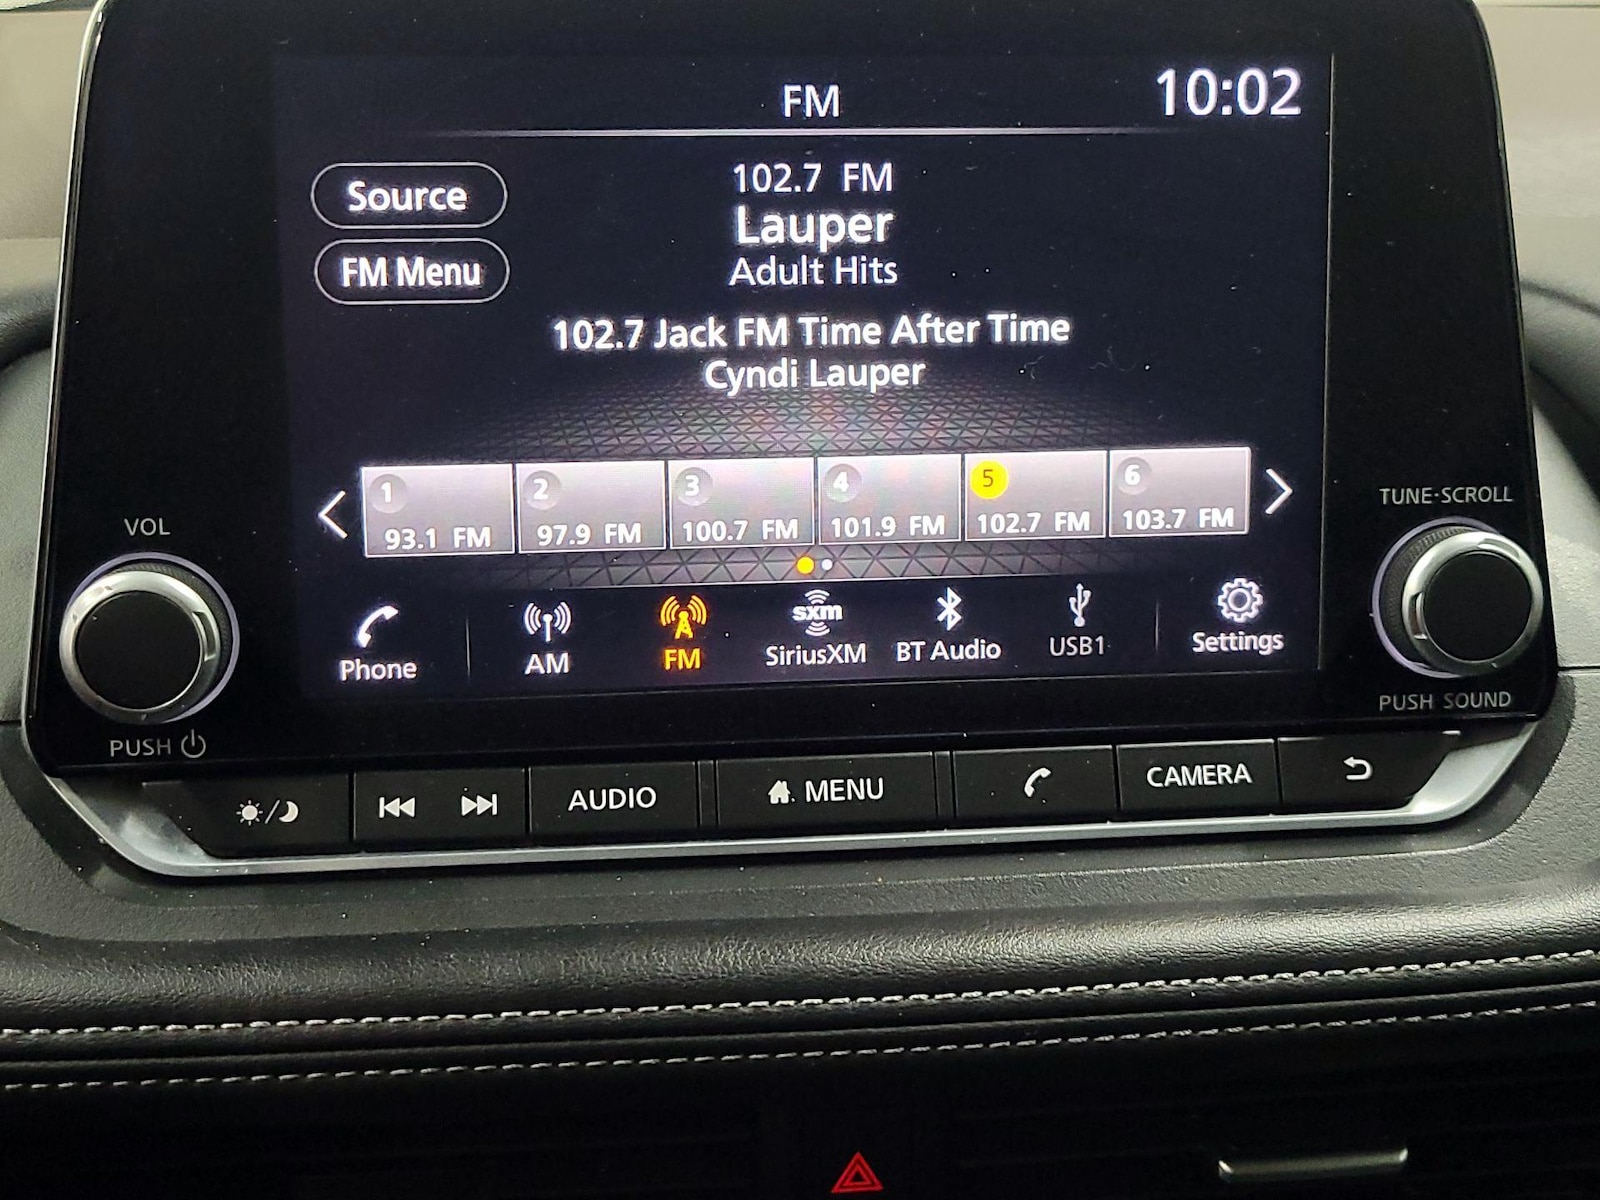 FM
10:02
Source
102.7 FM
Lauper
FM Menu
Adult Hits
102.7 Jack FM Time After Time
Cyndi Lauper
1
2
3
4
5
6
93.1 FM
97.9 FM
100.7 FM
101.9 FM
102.7 FM
103.7 FM
VOL
TUNE·SCROLL
Phone
AM
FM
sxm
SiriusXM
BT Audio
USB1
Settings
PUSH
PUSH SOUND
AUDIO
MENU
CAMERA